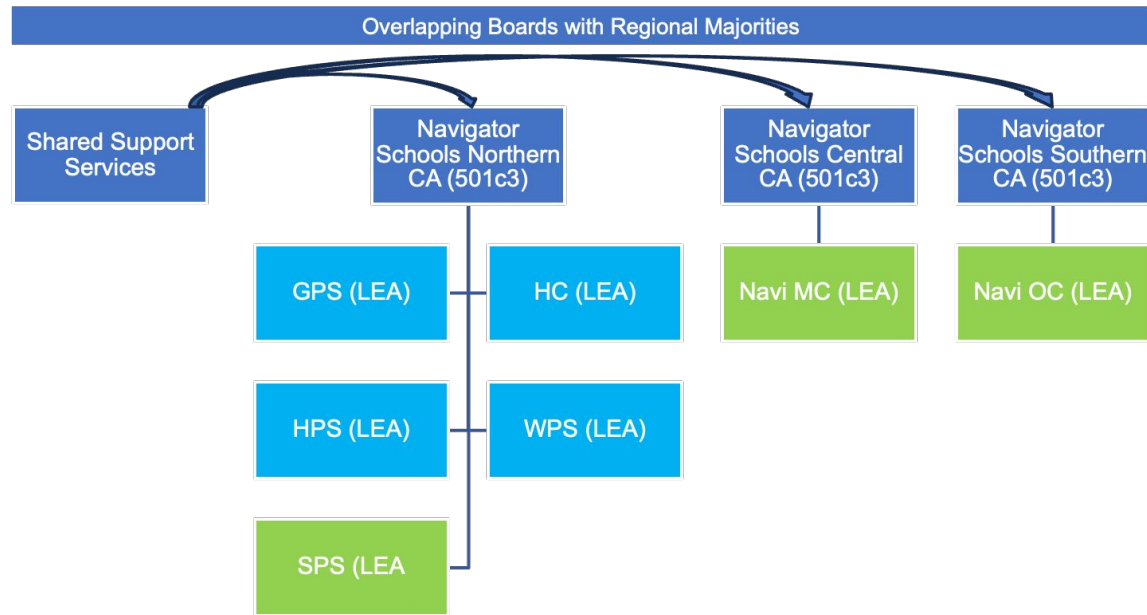 Overlapping Boards with Regional Majorities
Shared Support
Services
Navigator
Schools Northern
CA (501c3)
Navigator
Schools Central
CA (501c3)
Navigator
Schools Southern
CA (501c3)
GPS (LEA)
HC (LEA)
Navi MC (LEA)
Navi OC (LEA)
HPS (LEA)
WPS (LEA)
SPS (LEA